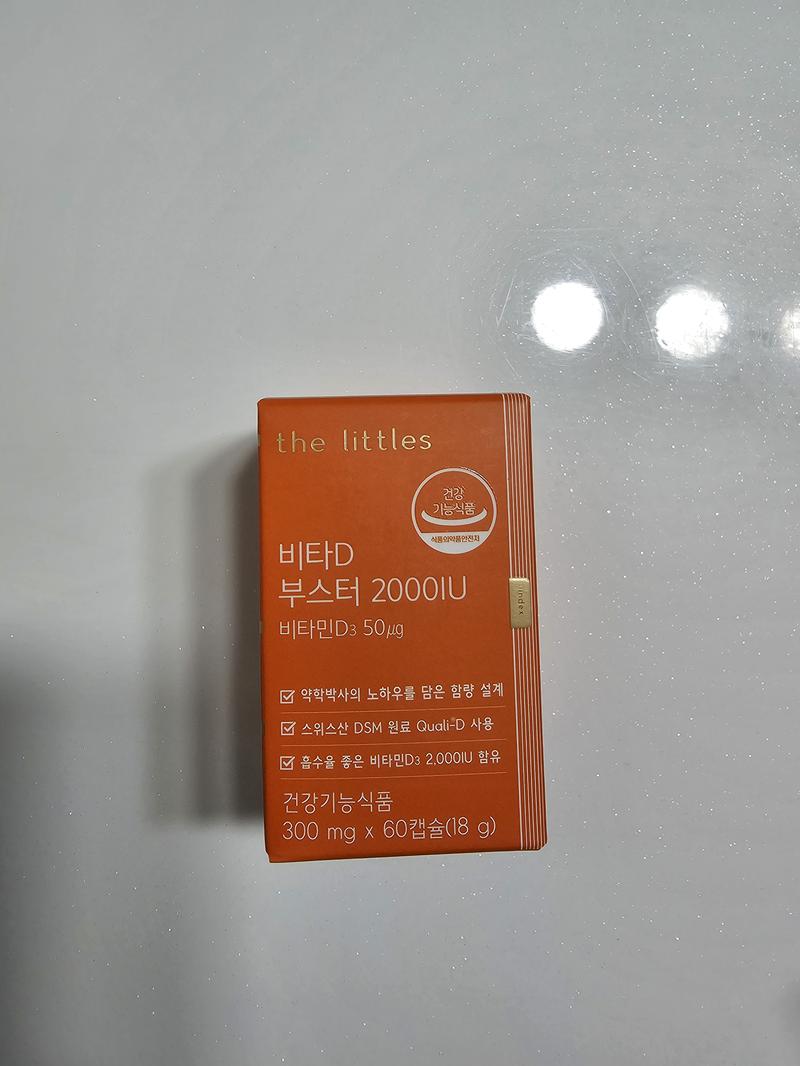 the littles
건강
기능식품
식품의약품안전처
비타D
부스터 2000IU
비타민D3 50㎍
index
약학박사의 노하우를 담은 함량 설계
스위스산 DSM 원료 Quali®-D 사용
흡수율 좋은 비타민D3 2,000IU 함유
건강기능식품
300 mg x 60캡슐(18 g)